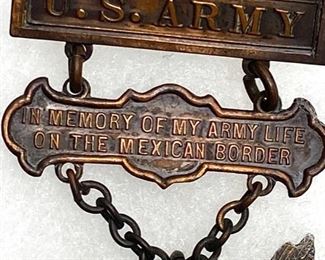 U.S. ARMY
IN MEMORY OF MY ARMY LIFE
ON THE MEXICAN BORDER